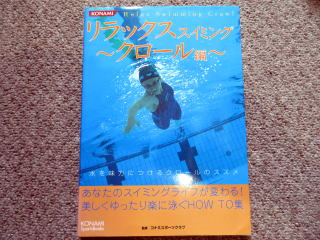 KONAMI
Relax Swimming Crawl
リラックススイミング
～クロール編～
水を味方につけるクロールのススメ
あなたのスイミングライフが変わる!
美しくゆったり楽に泳ぐHOW TO集
KONAMI
SportsBooks
監修 コナミスポーツクラブ